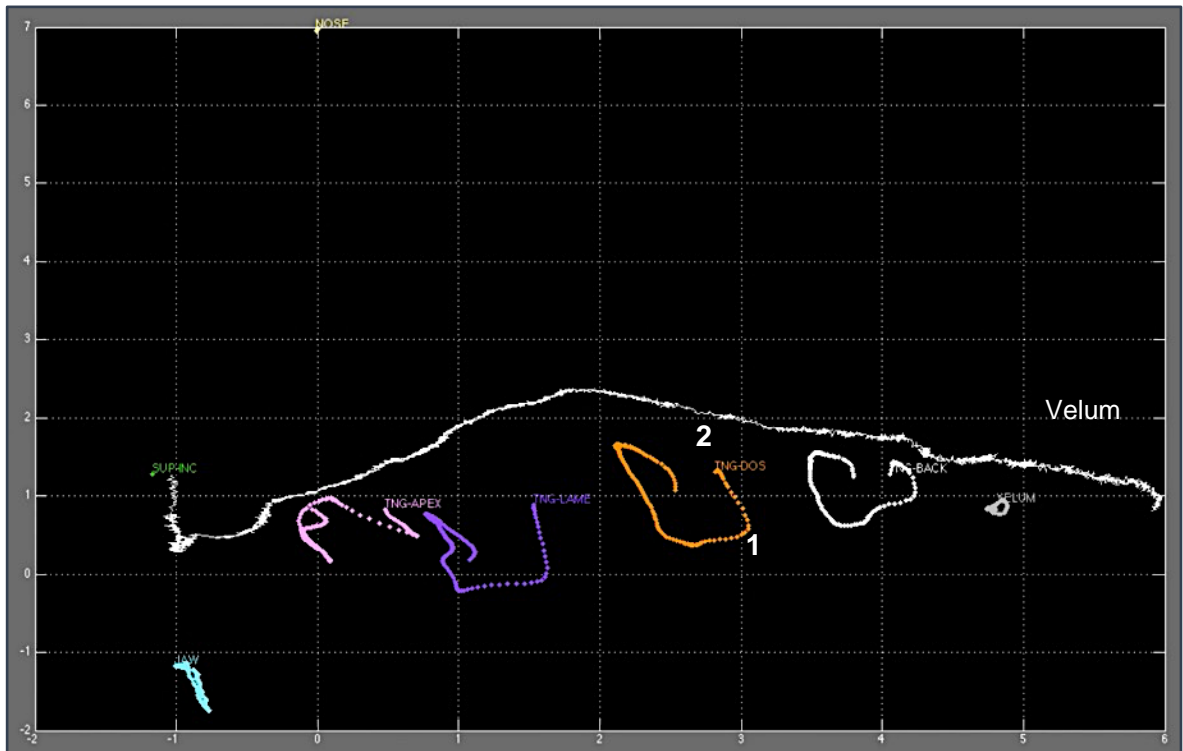 NOSE
7
6
5
4
3
2
Velum
2
SUP-INC
TNG-DOS
TNG-BACK
1
TNG-APEX
TNG-LAME
VELUM
1
0
-1
JAW
-2
-2 -1 0 1 2 3 4 5 6